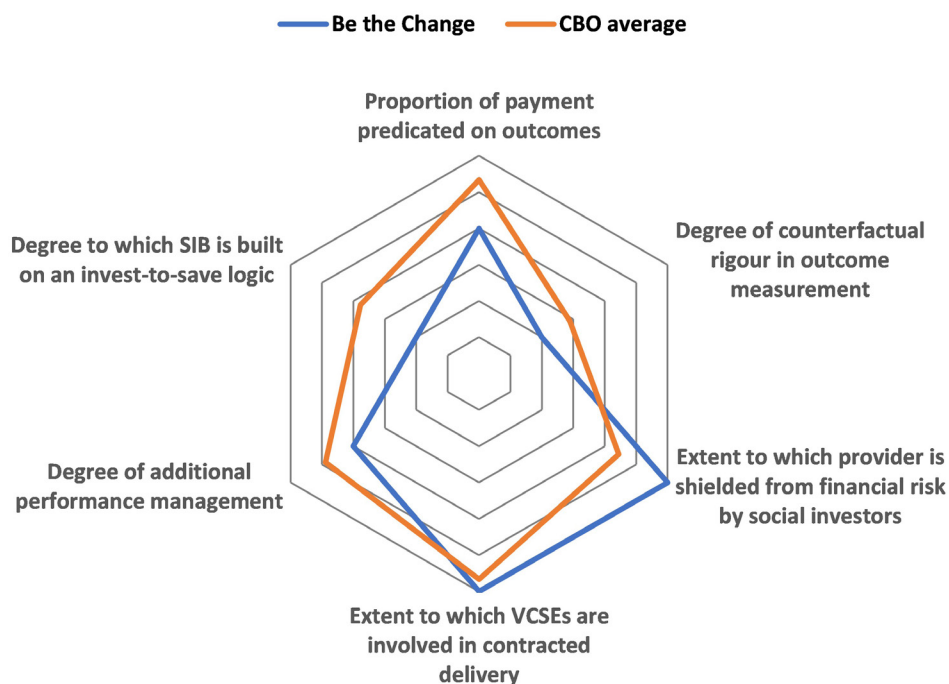 Be the Change CBO average
Proportion of payment
predicated on outcomes
Degree of counterfactual
rigour in outcome
measurement
Extent to which provider is
shielded from financial risk
by social investors
Extent to which VCSEs are
involved in contracted
delivery
Degree of additional
performance management
Degree to which SIB is built
on an invest-to-save logic